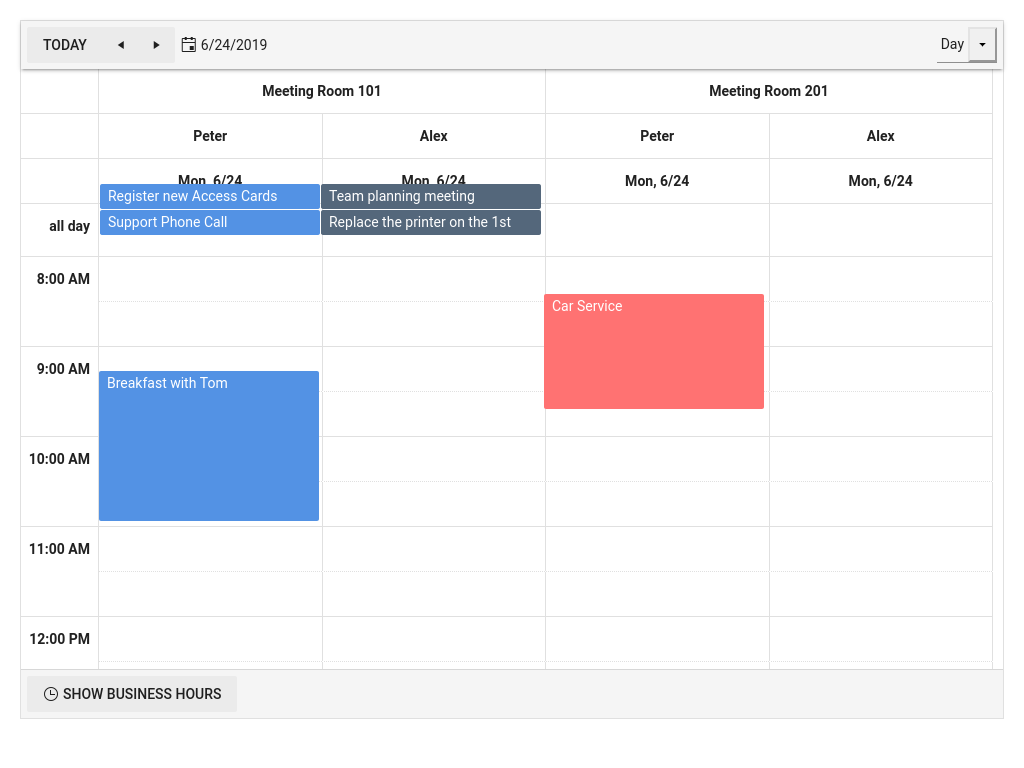 TODAY 6/24/2019 Day
Meeting Room 101 Meeting Room 201
Peter Alex Peter Alex
Mon, 6/24 Mon, 6/24 Mon, 6/24 Mon, 6/24
Register new Access Cards Team planning meeting
all day Support Phone Call Replace the printer on the 1st
8:00 AM
Car Service
9:00 AM
Breakfast with Tom
10:00 AM
11:00 AM
12:00 PM
SHOW BUSINESS HOURS